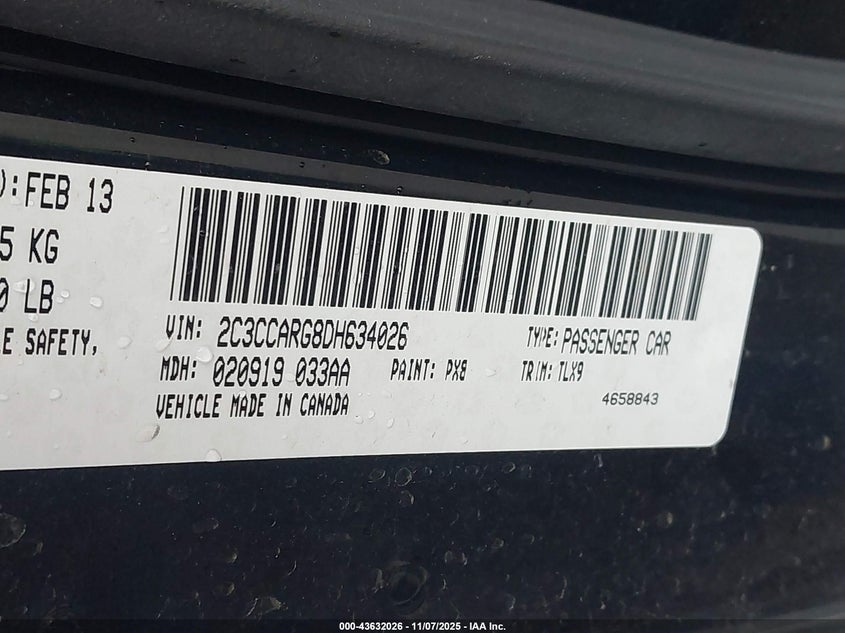 ):FEB 13
5 KG
0 LB
E SAFETY,
VIN: 2C3CCARG8DH634026 TYPE: PASSENGER CAR
MDH: 020919 033AA PAINT: PX8 TRIM: TLX9
VEHICLE MADE IN CANADA 4658843
000-43632026 - 11/07/2025 - IAA Inc.